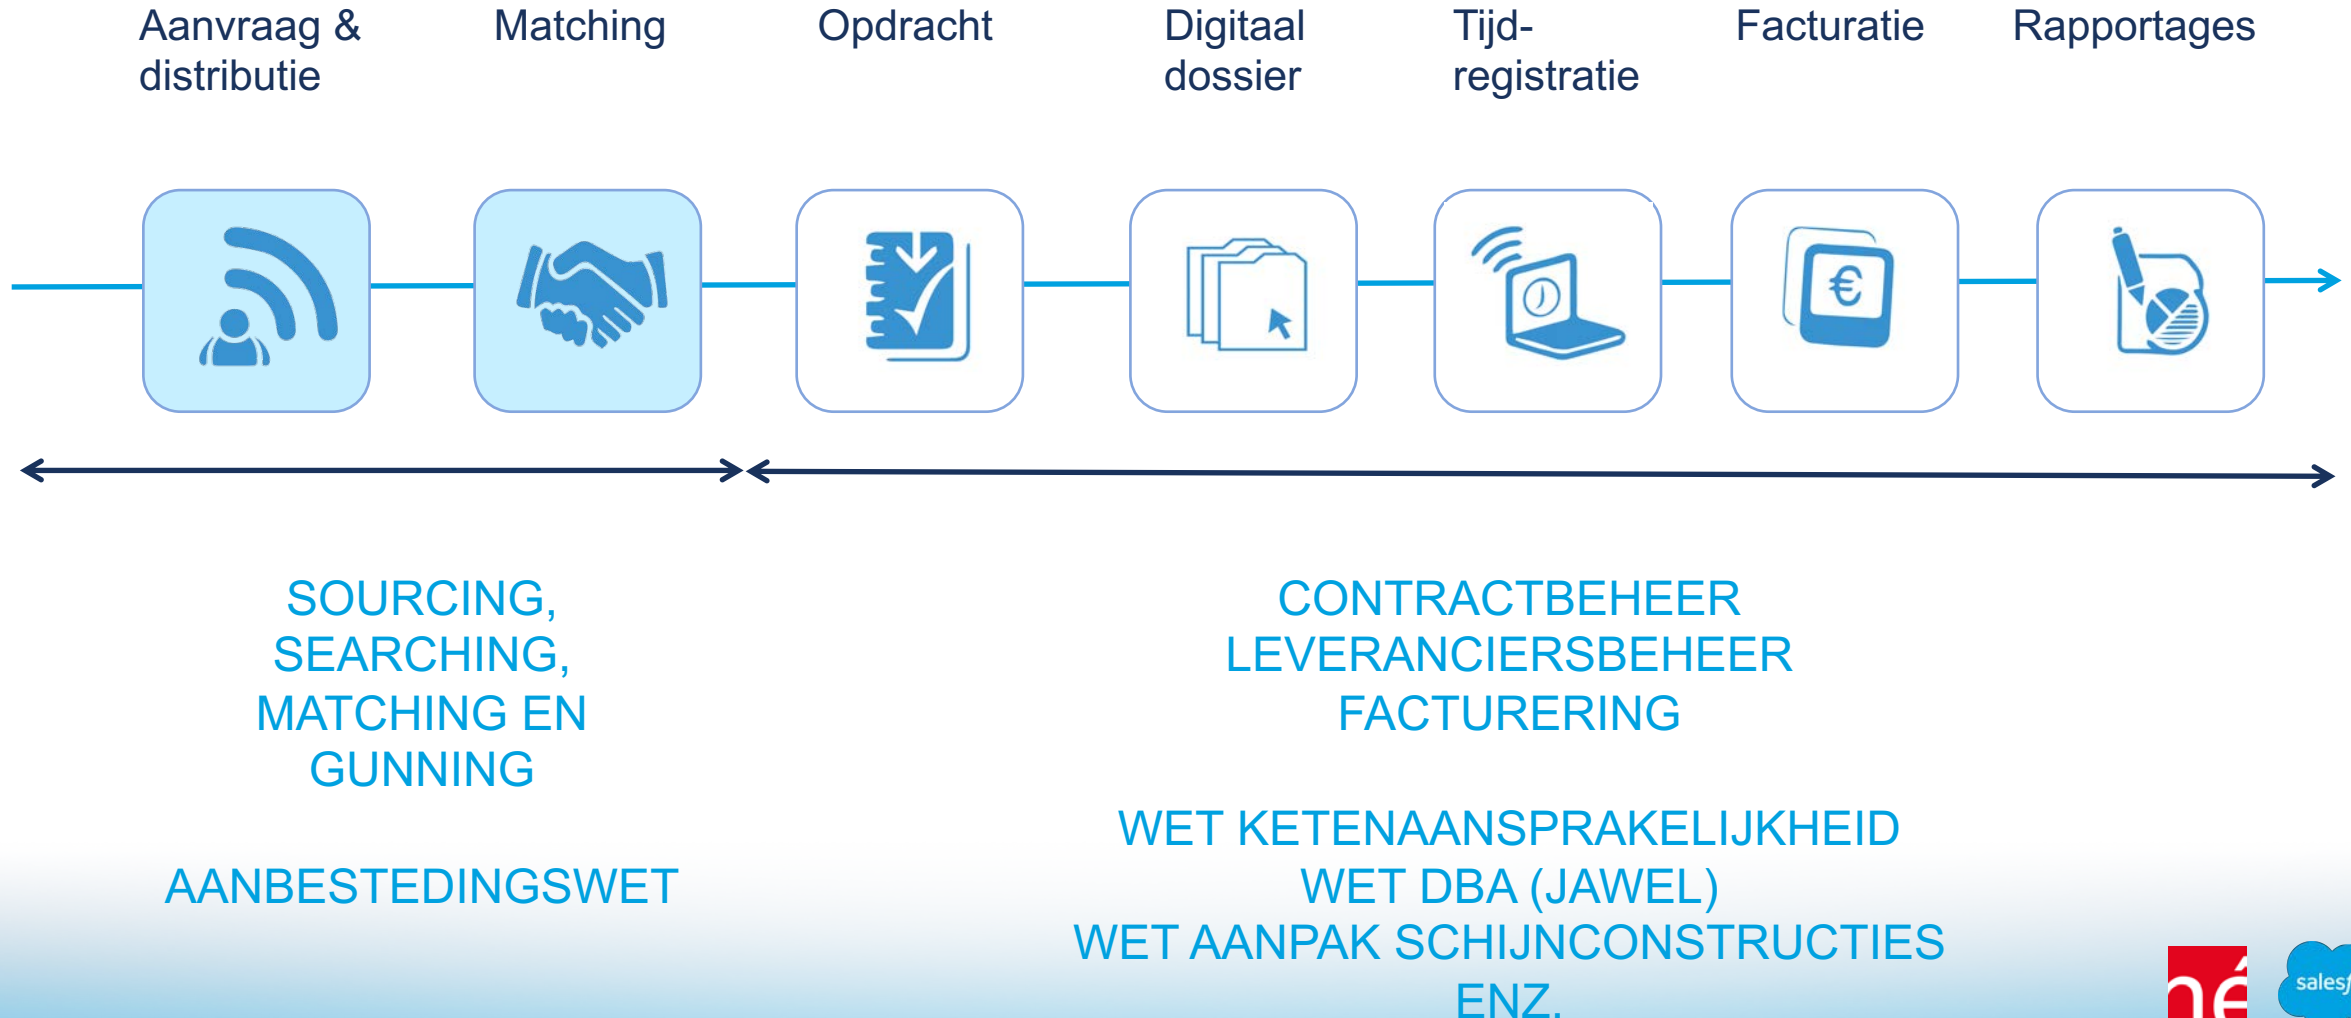 Aanvraag &
distributie
Matching
Opdracht
Digitaal
dossier
Tijd-
registratie
Facturatie
Rapportages
€
SOURCING,
SEARCHING,
MATCHING EN
GUNNING
AANBESTEDINGSWET
CONTRACTBEHEER
LEVERANCIERSBEHEER
FACTURERING
WET KETENAANSPRAKELIJKHEID
WET DBA (JAWEL)
WET AANPAK SCHIJNCONSTRUCTIES
ENZ.
hé